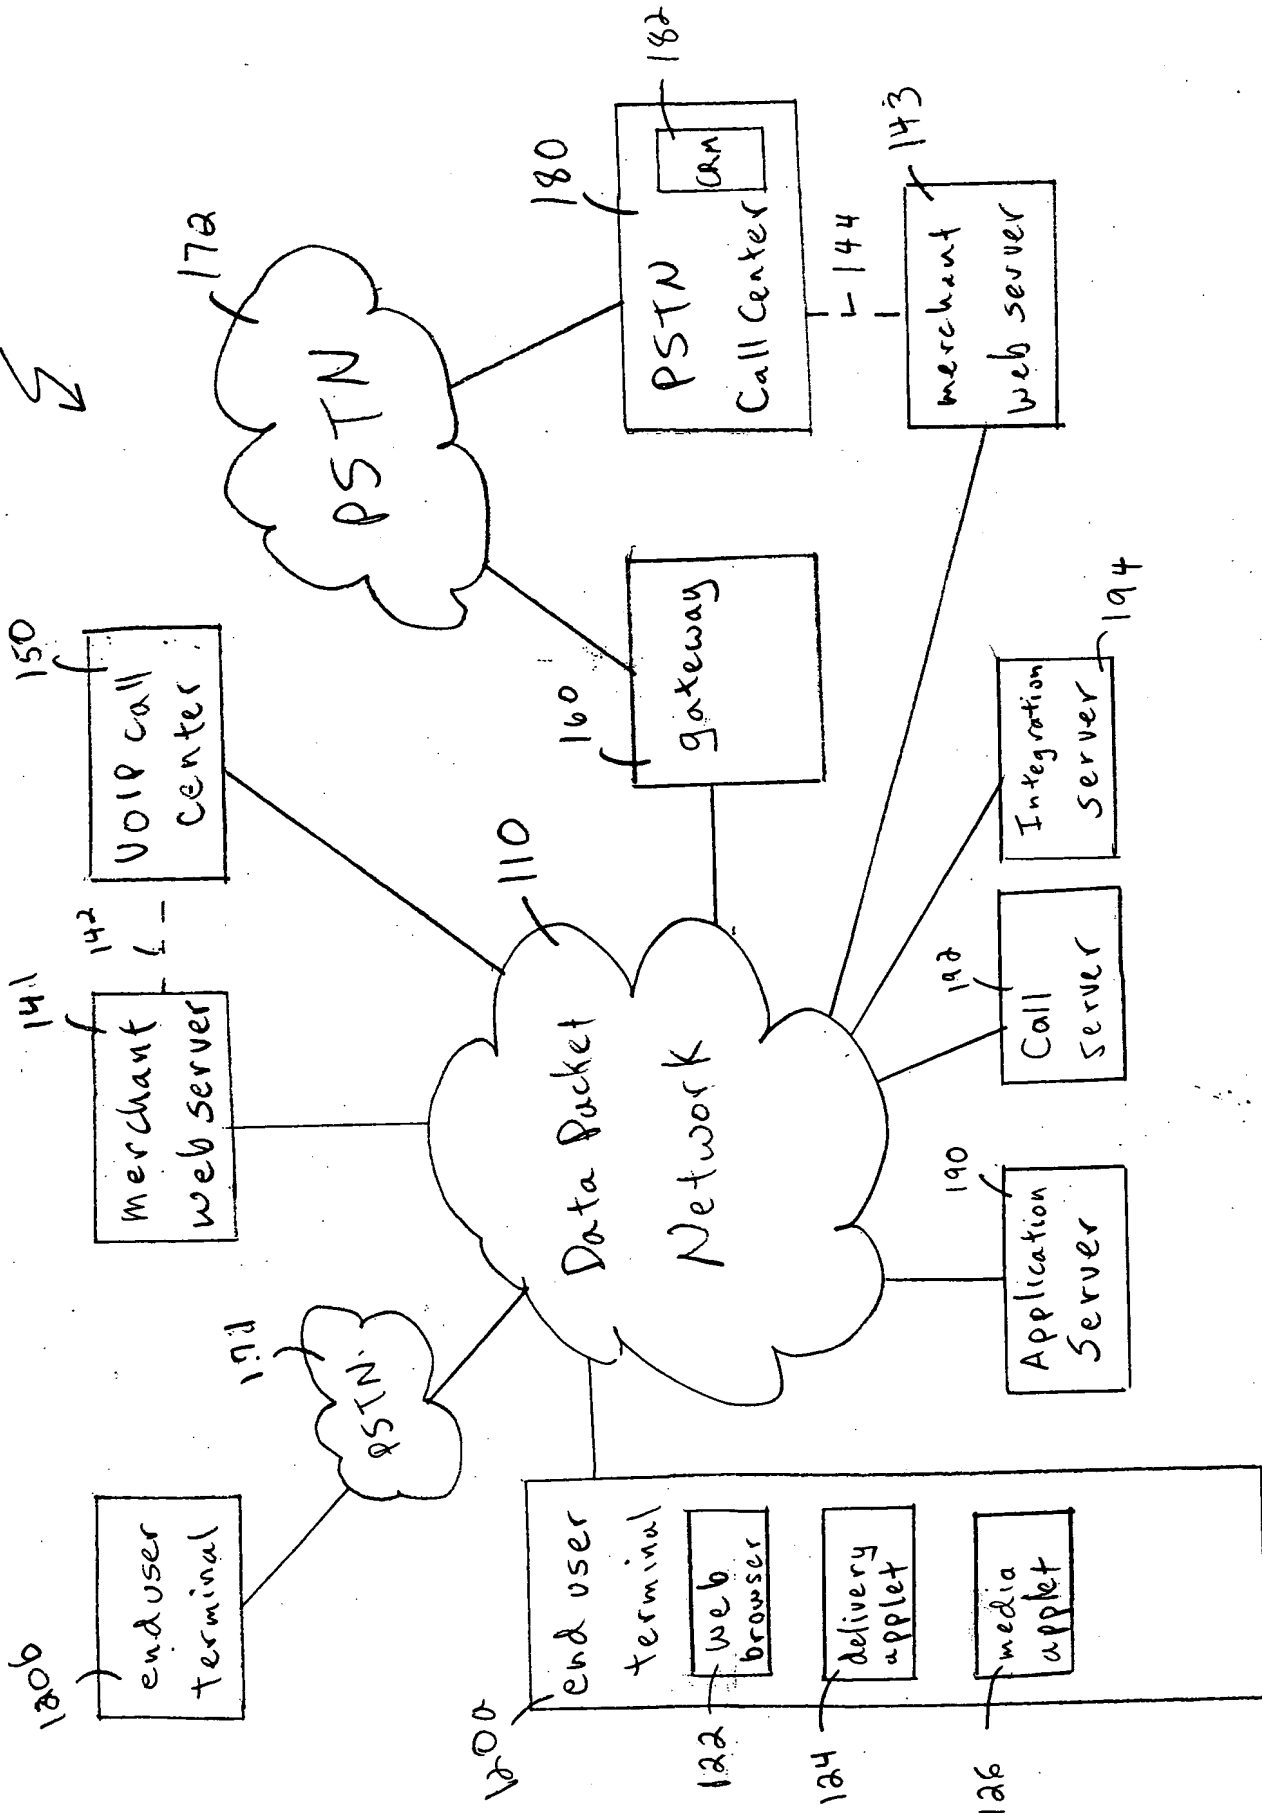 120b
end user
terminal
141
merchant
web server
142
150
VOIP call
center
171
PSTN
172
PSTN
120a
end user
terminal
122
web
browser
124
delivery
applet
126
media
applet
110
Data Packet
Network
160
gateway
180
PSTN
Call Center
182
CRM
144
143
merchant
web server
190
Application
Server
192
Call
server
194
Integration
server